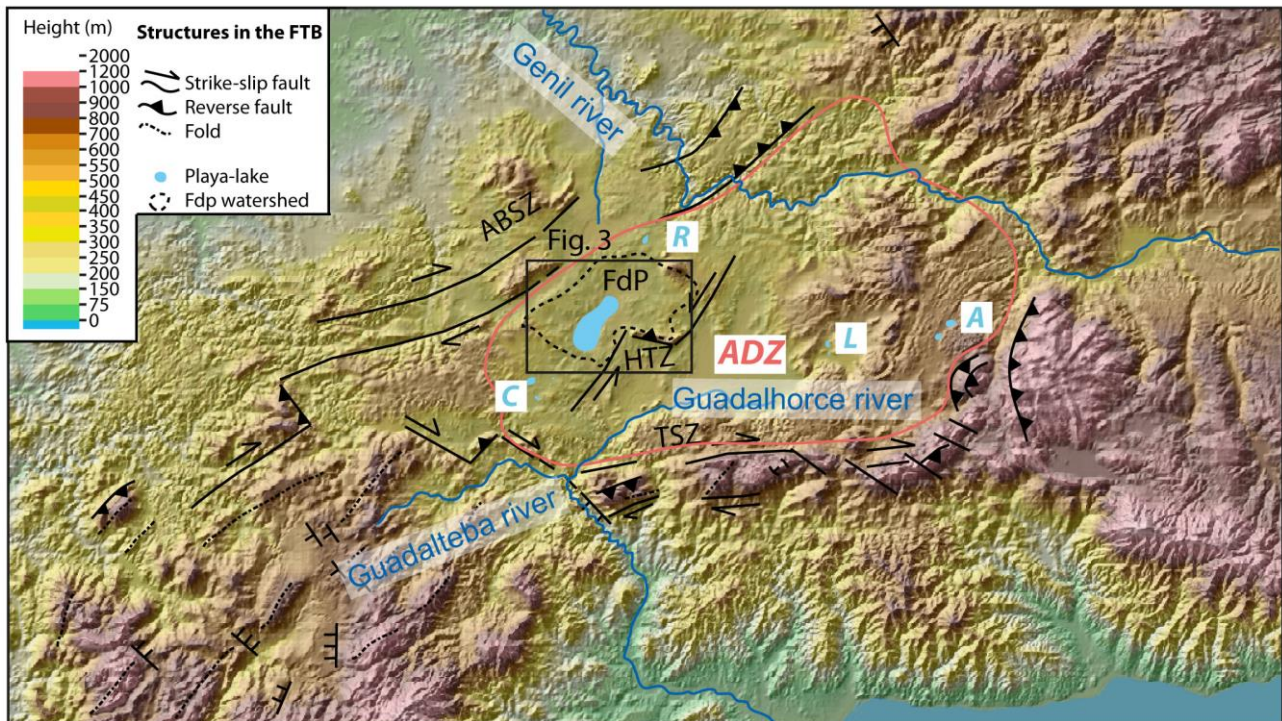 Height (m)
2000
1200
900
800
700
600
550
500
450
400
350
300
250
200
150
75
0
Structures in the FTB
Strike-slip fault
Reverse fault
Fold
Playa-lake
Fdp watershed
Genil river
ABSZ
Fig. 3
R
FdP
HTZ
ADZ
L
A
C
Guadalhorce river
TSZ
Guadalteba river